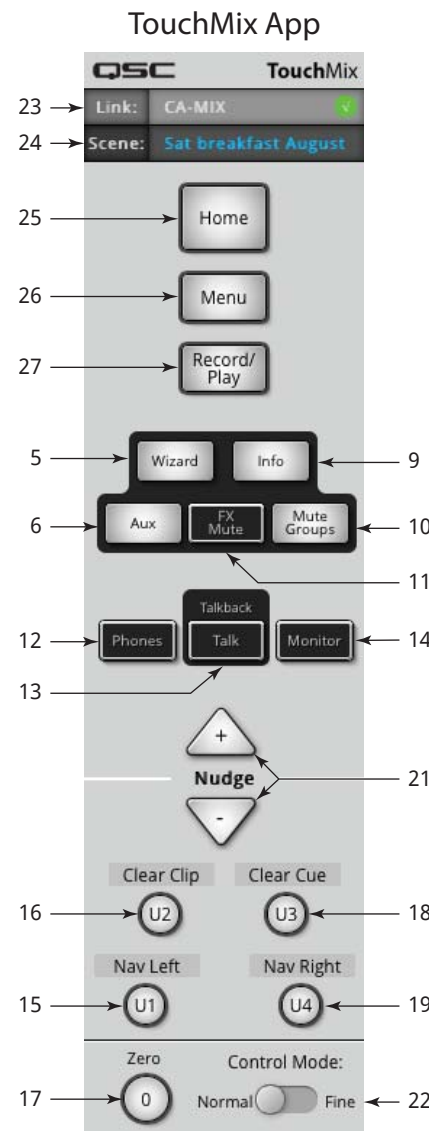 TouchMix App
QSC TouchMix
23 Link: CA-MIX √
24 Scene: Sat breakfast August
25 Home
26 Menu
27 Record/
Play
5 Wizard Info 9
6 Aux FX
Mute Mute
Groups 10
11
Talkback
12 Phones Talk Monitor 14
13
+
Nudge 21
-
Clear Clip Clear Cue
16 U2 U3 18
Nav Left Nav Right
15 U1 U4 19
Zero Control Mode:
17 0 Normal Fine 22